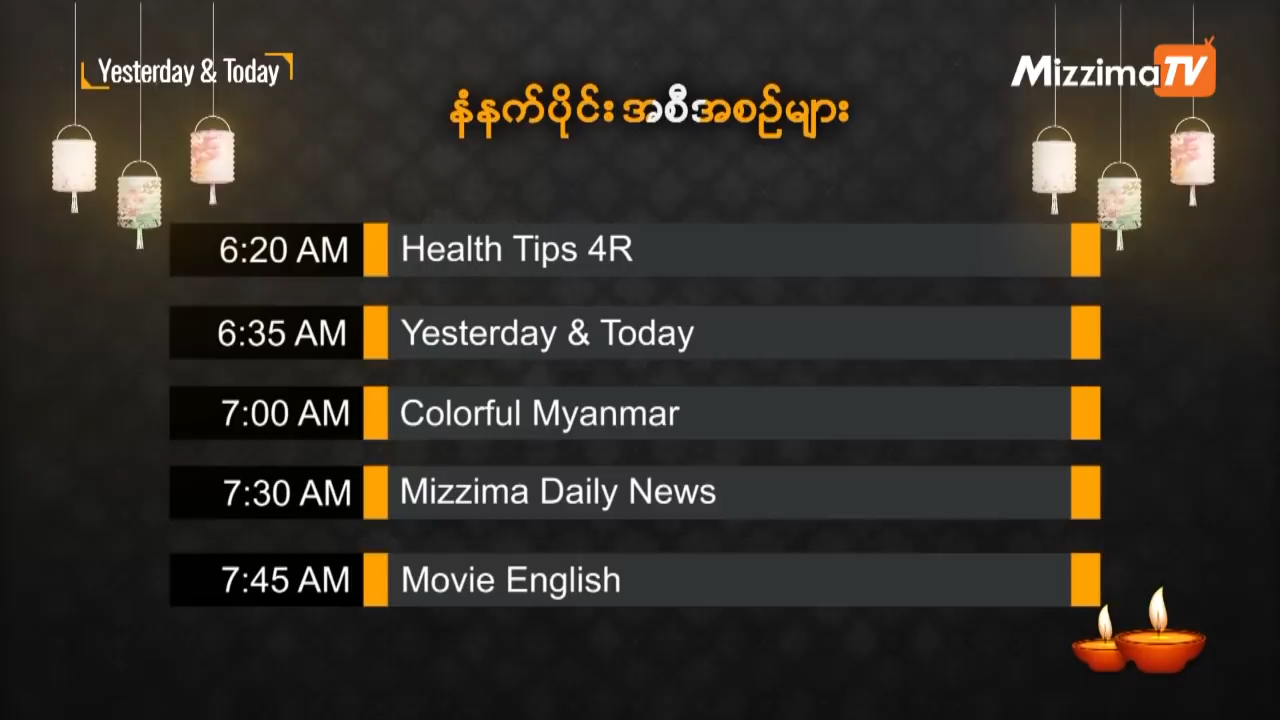 Yesterday & Today
MizzimaTV
နံနက်ပိုင်း အစီအစဉ်များ
6:20 AM Health Tips 4R
6:35 AM Yesterday & Today
7:00 AM Colorful Myanmar
7:30 AM Mizzima Daily News
7:45 AM Movie English